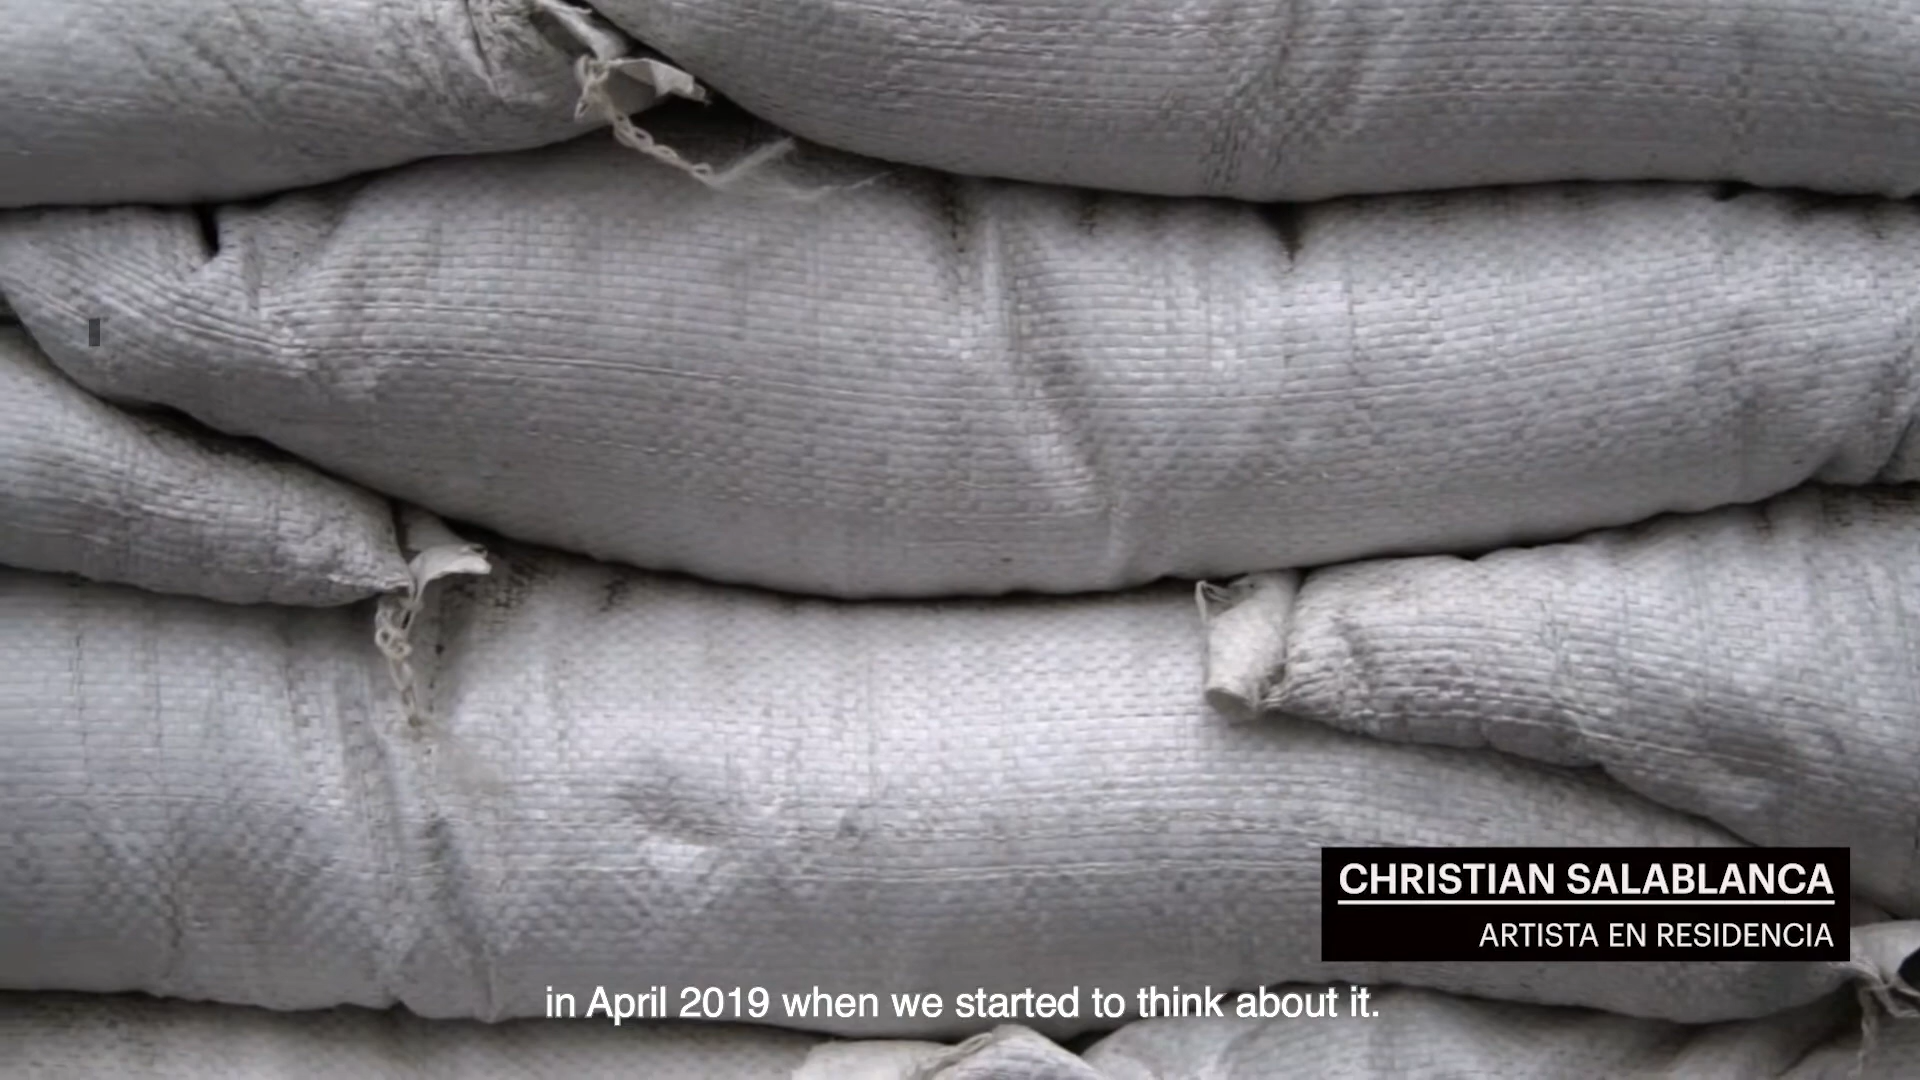 CHRISTIAN SALABLANCA
ARTISTA EN RESIDENCIA
in April 2019 when we started to think about it.